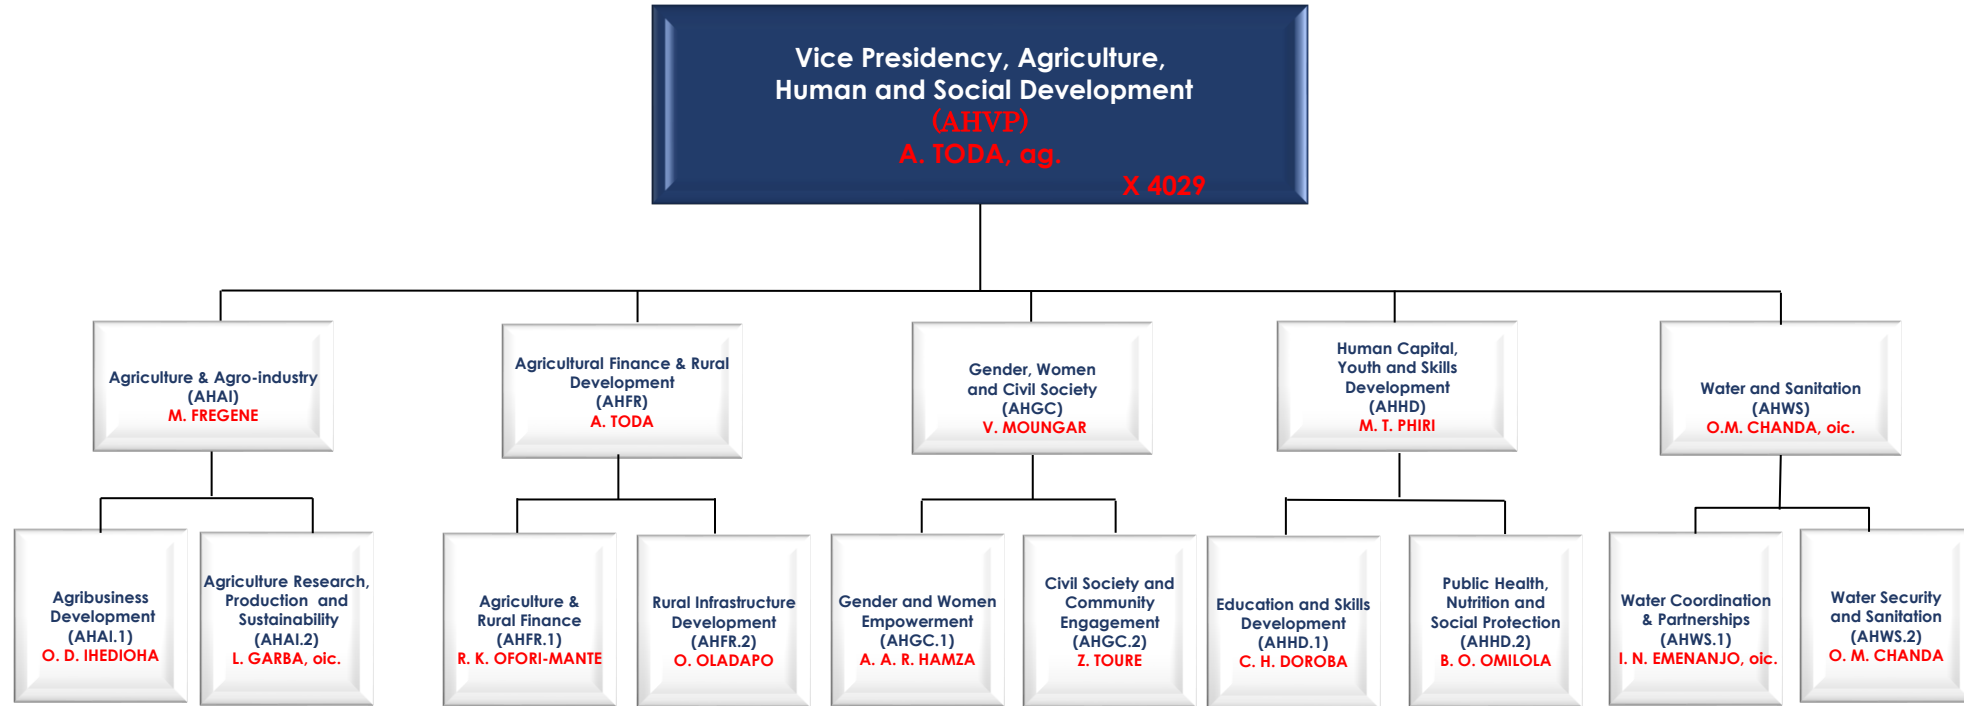 Vice Presidency, Agriculture,
Human and Social Development
(AHVP)
A. TODA, ag.
X 4029
Agriculture & Agro-industry
(AHAI)
M. FREGENE
Agricultural Finance & Rural
Development
(AHFR)
A. TODA
Gender, Women
and Civil Society
(AHGC)
V. MOUNGAR
Human Capital,
Youth and Skills
Development
(AHHD)
M. T. PHIRI
Water and Sanitation
(AHWS)
O.M. CHANDA, oic.
Agribusiness
Development
(AHAI.1)
O. D. IHEDIOHA
Agriculture Research,
Production and
Sustainability
(AHAI.2)
L. GARBA, oic.
Agriculture &
Rural Finance
(AHFR.1)
R. K. OFORI-MANTE
Rural Infrastructure
Development
(AHFR.2)
O. OLADAPO
Gender and Women
Empowerment
(AHGC.1)
A. A. R. HAMZA
Civil Society and
Community
Engagement
(AHGC.2)
Z. TOURE
Education and Skills
Development
(AHHD.1)
C. H. DOROBA
Public Health,
Nutrition and
Social Protection
(AHHD.2)
B. O. OMILOLA
Water Coordination
& Partnerships
(AHWS.1)
I. N. EMENANJO, oic.
Water Security
and Sanitation
(AHWS.2)
O. M. CHANDA